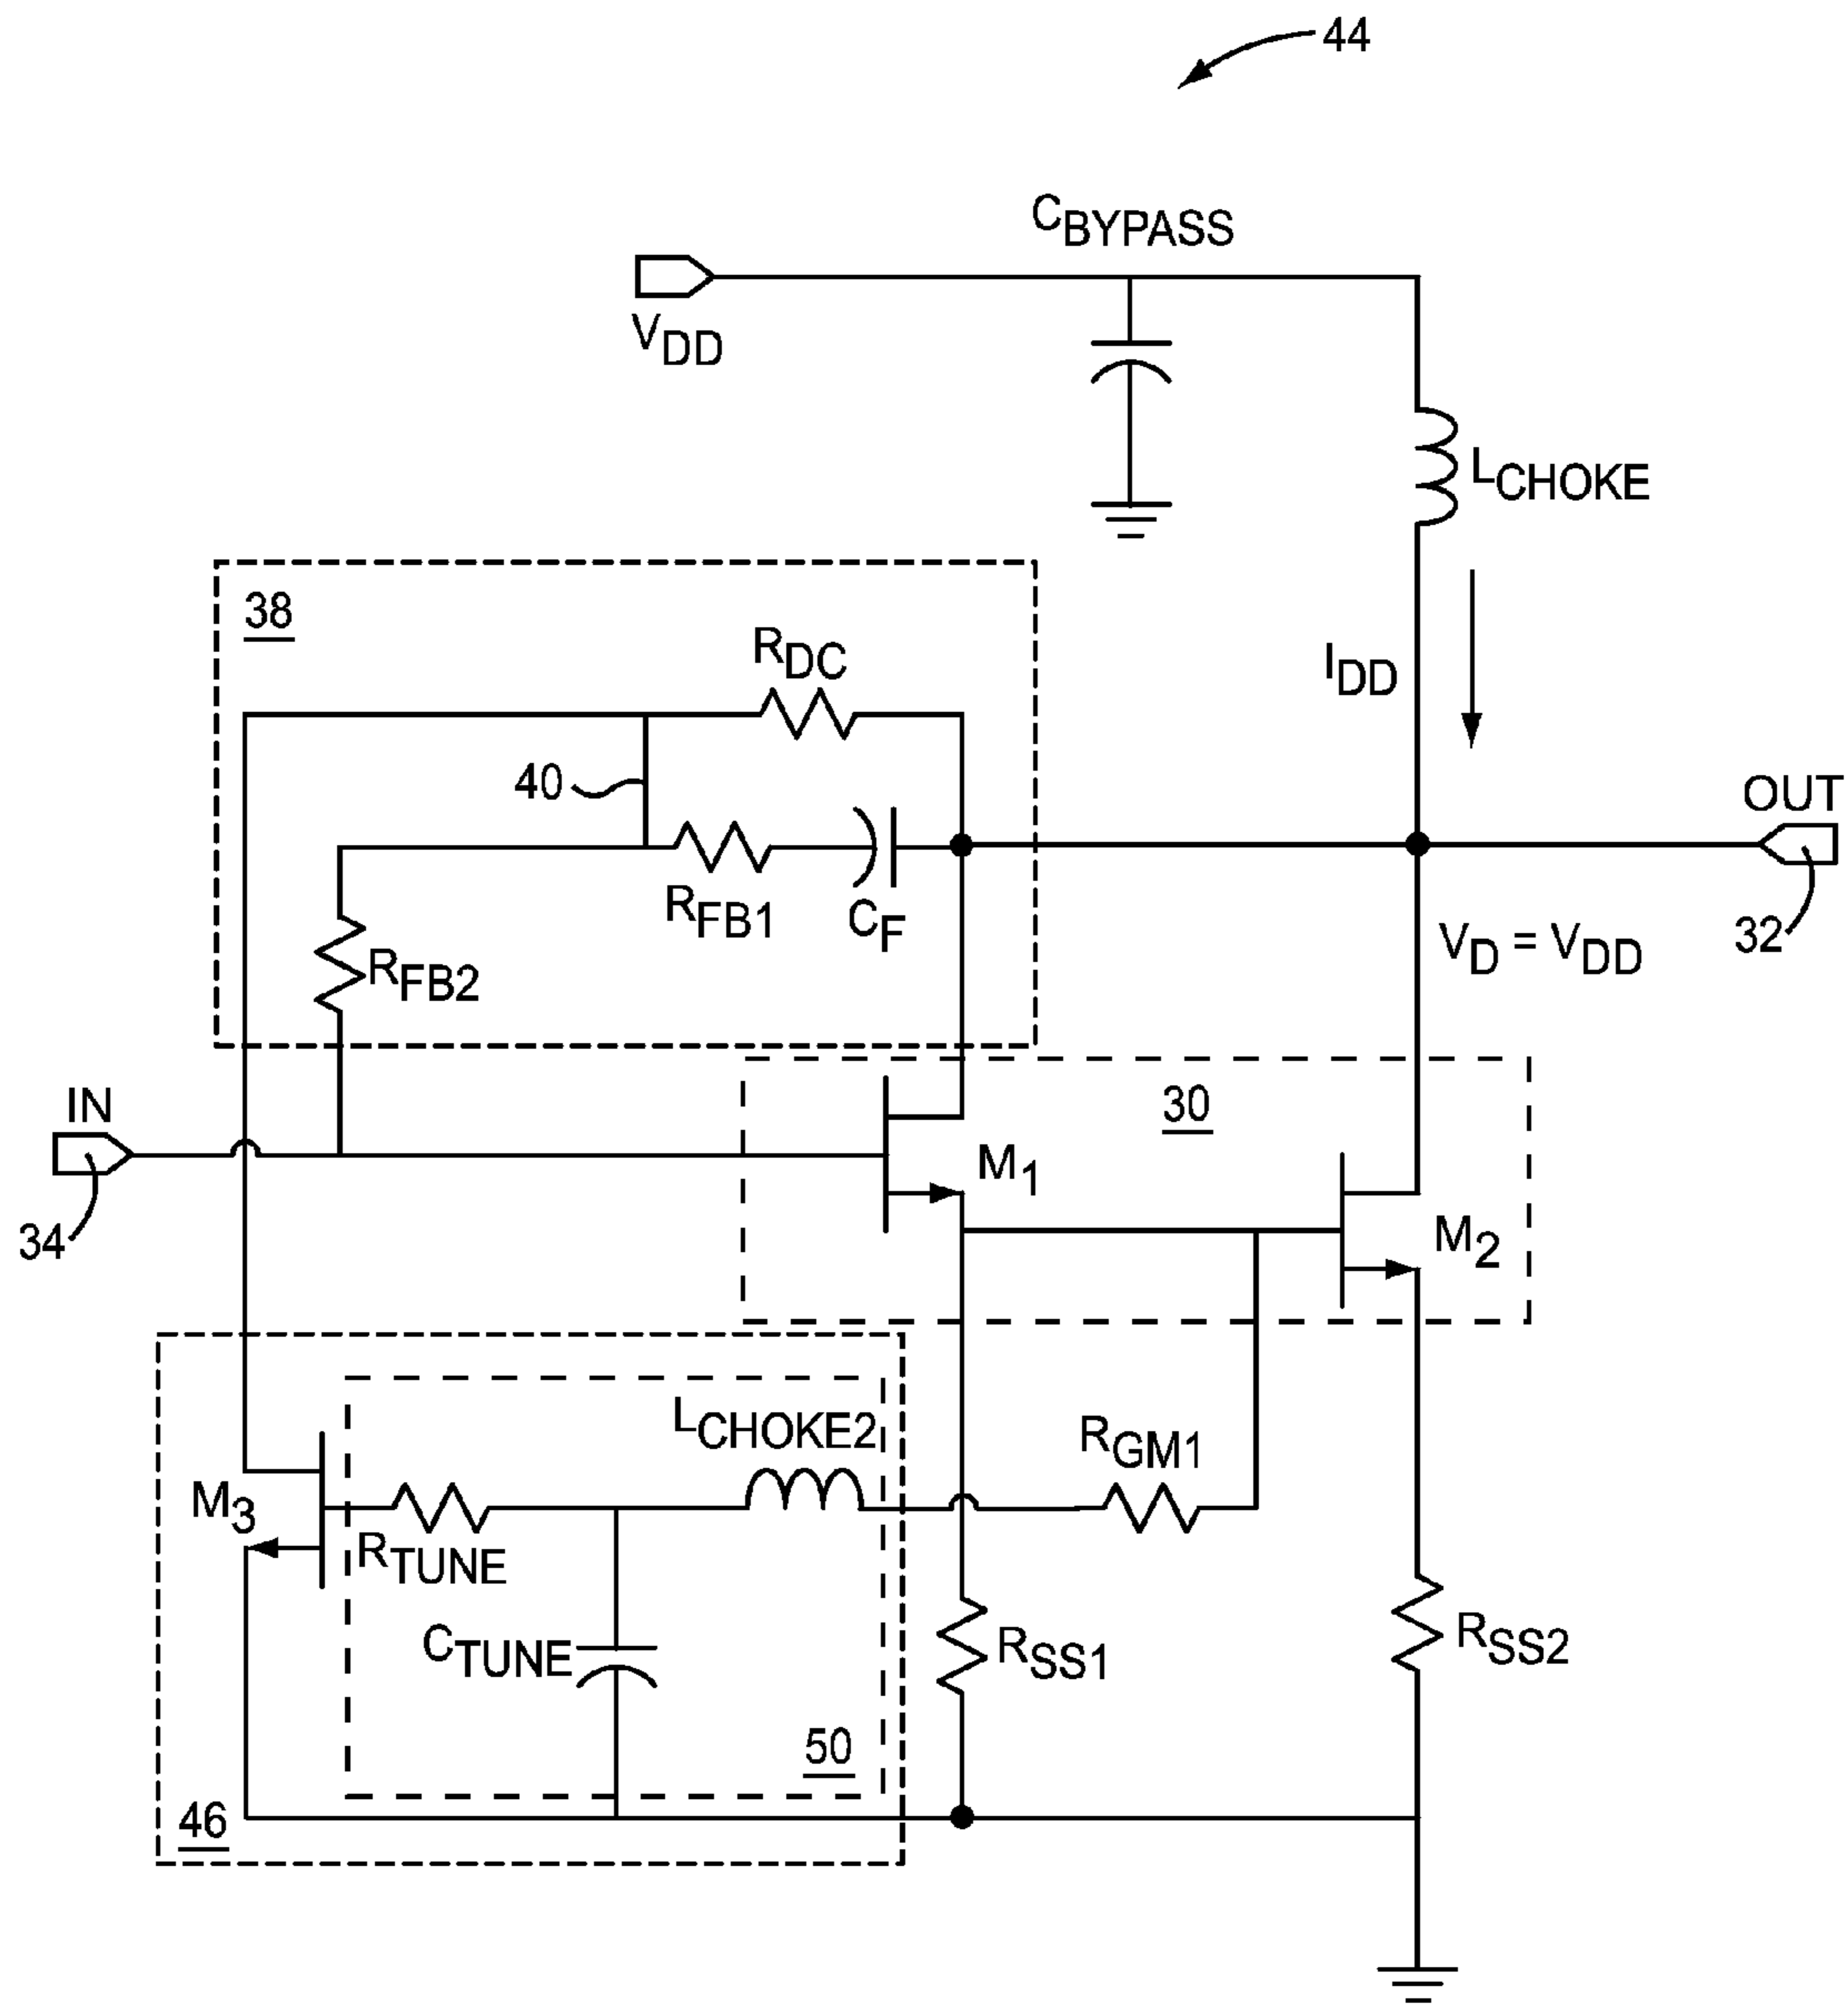 44
CBYPASS
VDD
LCHOKE
38
RDC
IDD
40
OUT
RFB1
CF
32
VD = VDD
RFB2
IN
30
M1
34
M2
LCHOKE2
RGM1
M3
RTUNE
CTUNE
RSS1
RSS2
50
46